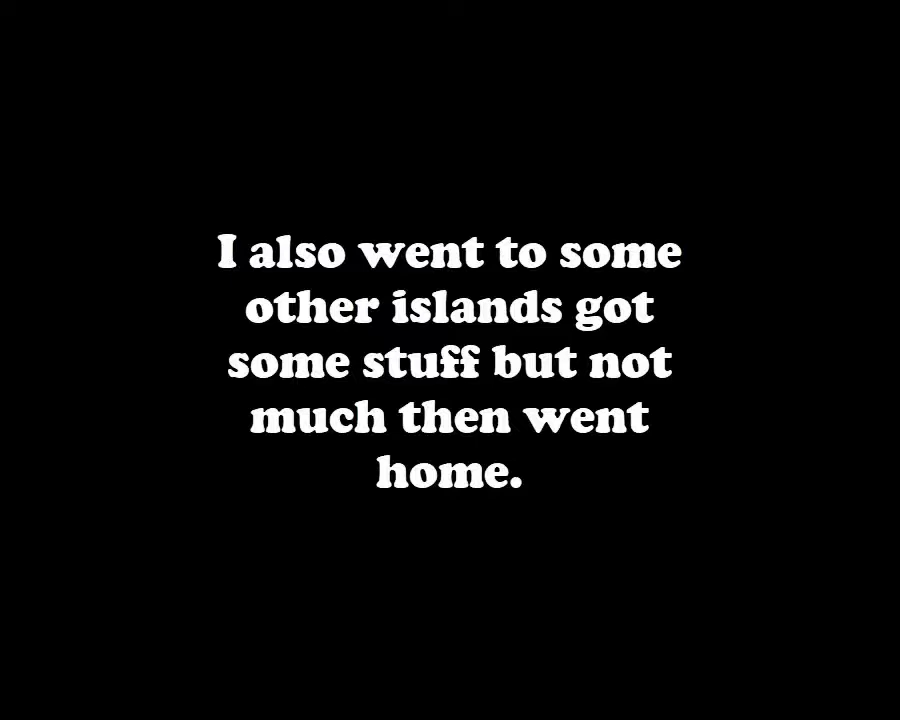 I also went to some
other islands got
some stuff but not
much then went
home.